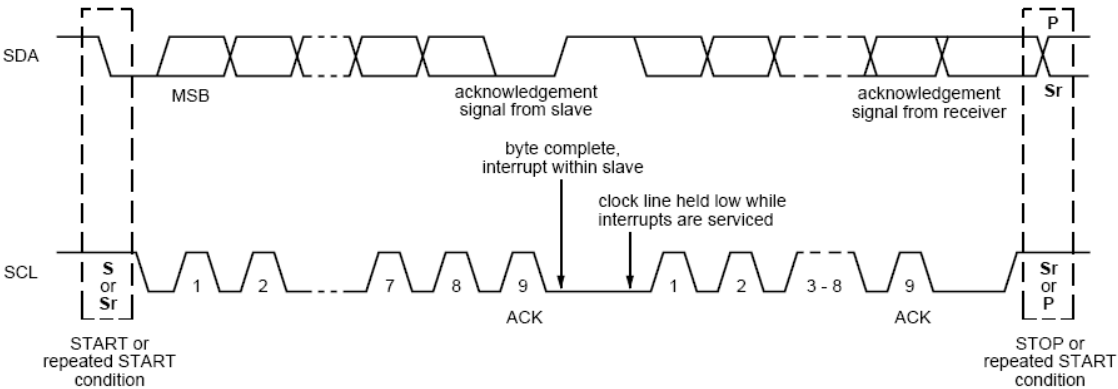 P
SDA
MSB
acknowledgement
signal from slave
acknowledgement
signal from receiver
Sr
byte complete,
interrupt within slave
clock line held low while
interrupts are serviced
SCL
S
or
Sr
1
2
7
8
9
1
2
3 - 8
9
Sr
or
P
ACK
ACK
START or
repeated START
condition
STOP or
repeated START
condition